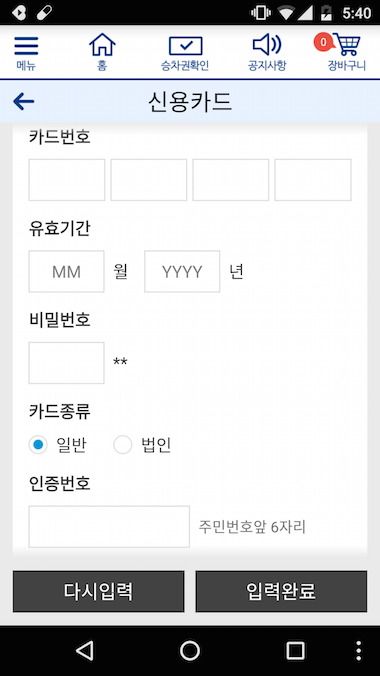 5:40
메뉴
홈
승차권확인
공지사항
0
장바구니
신용카드
카드번호
유효기간
MM 월 YYYY 년
비밀번호
**
카드종류
일반 법인
인증번호
주민번호앞 6자리
다시입력 입력완료